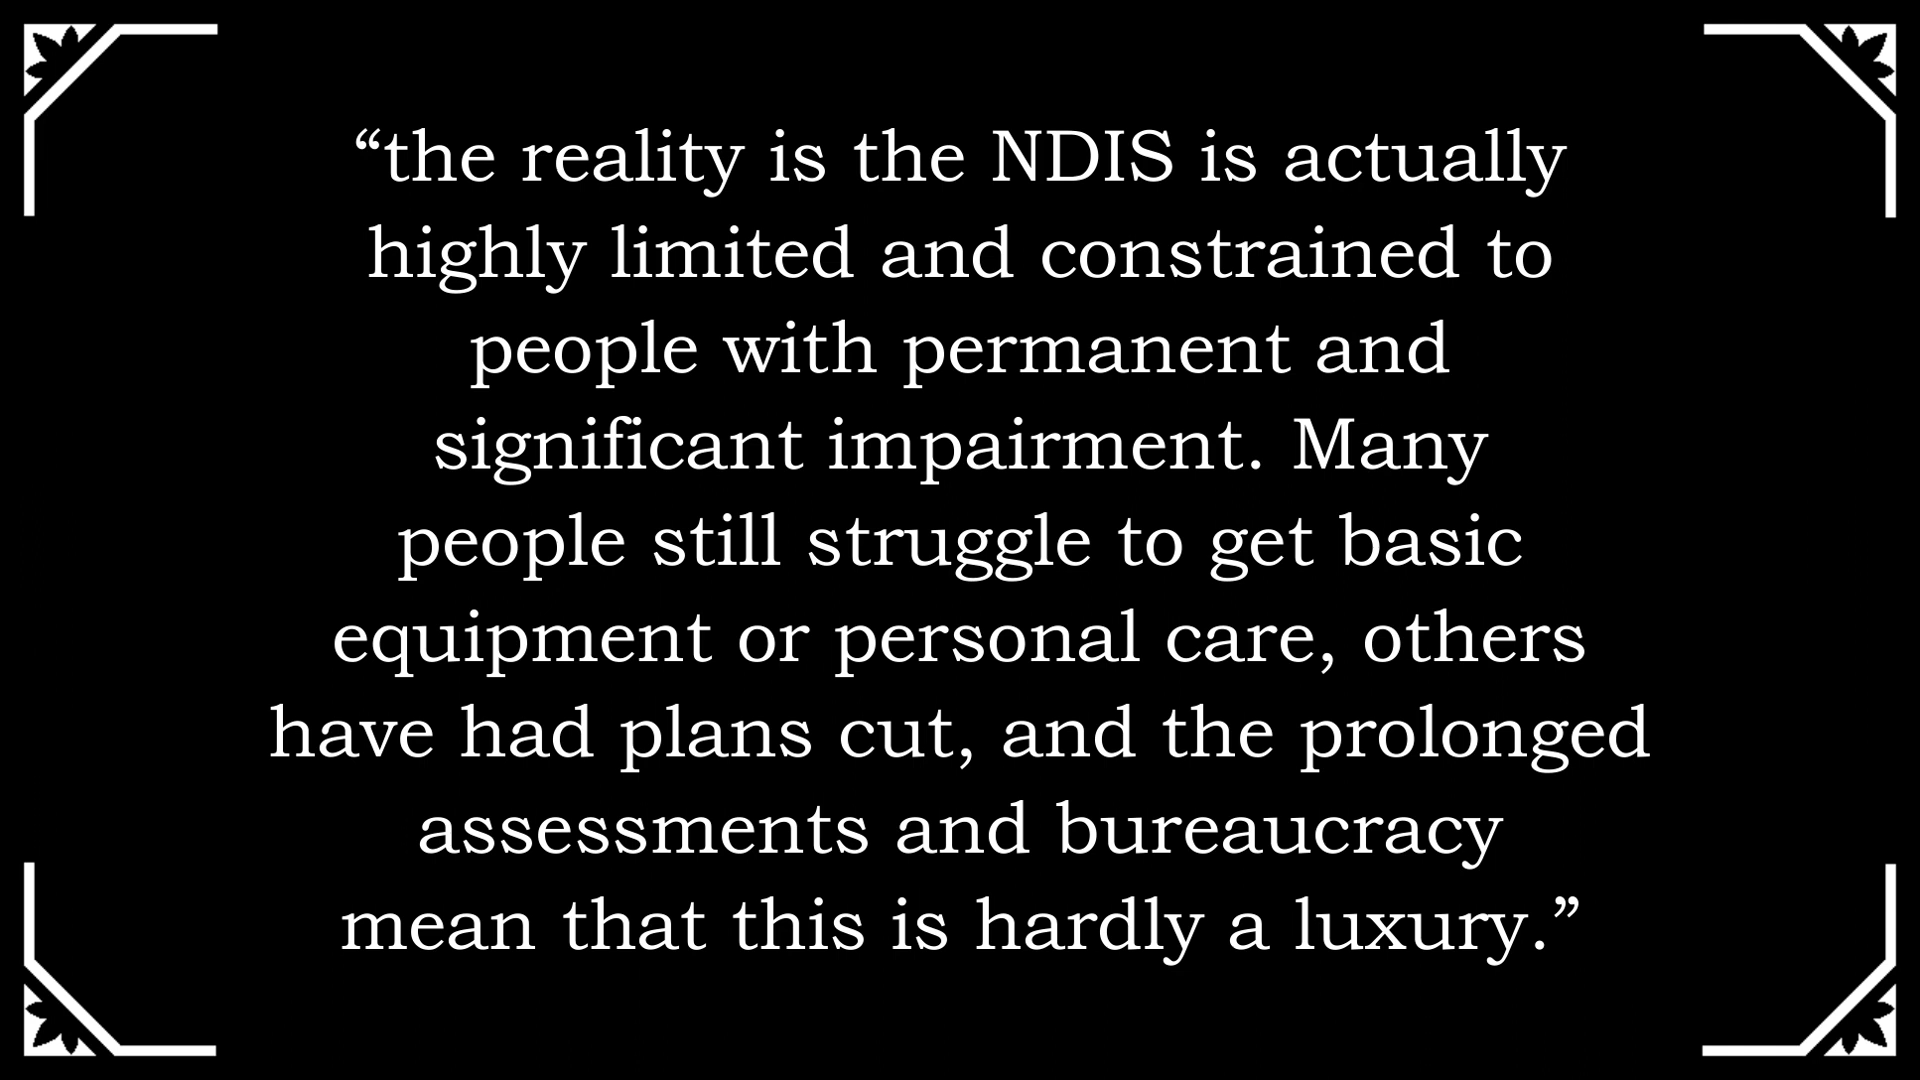 “the reality is the NDIS is actually
highly limited and constrained to
people with permanent and
significant impairment. Many
people still struggle to get basic
equipment or personal care, others
have had plans cut, and the prolonged
assessments and bureaucracy
mean that this is hardly a luxury.”